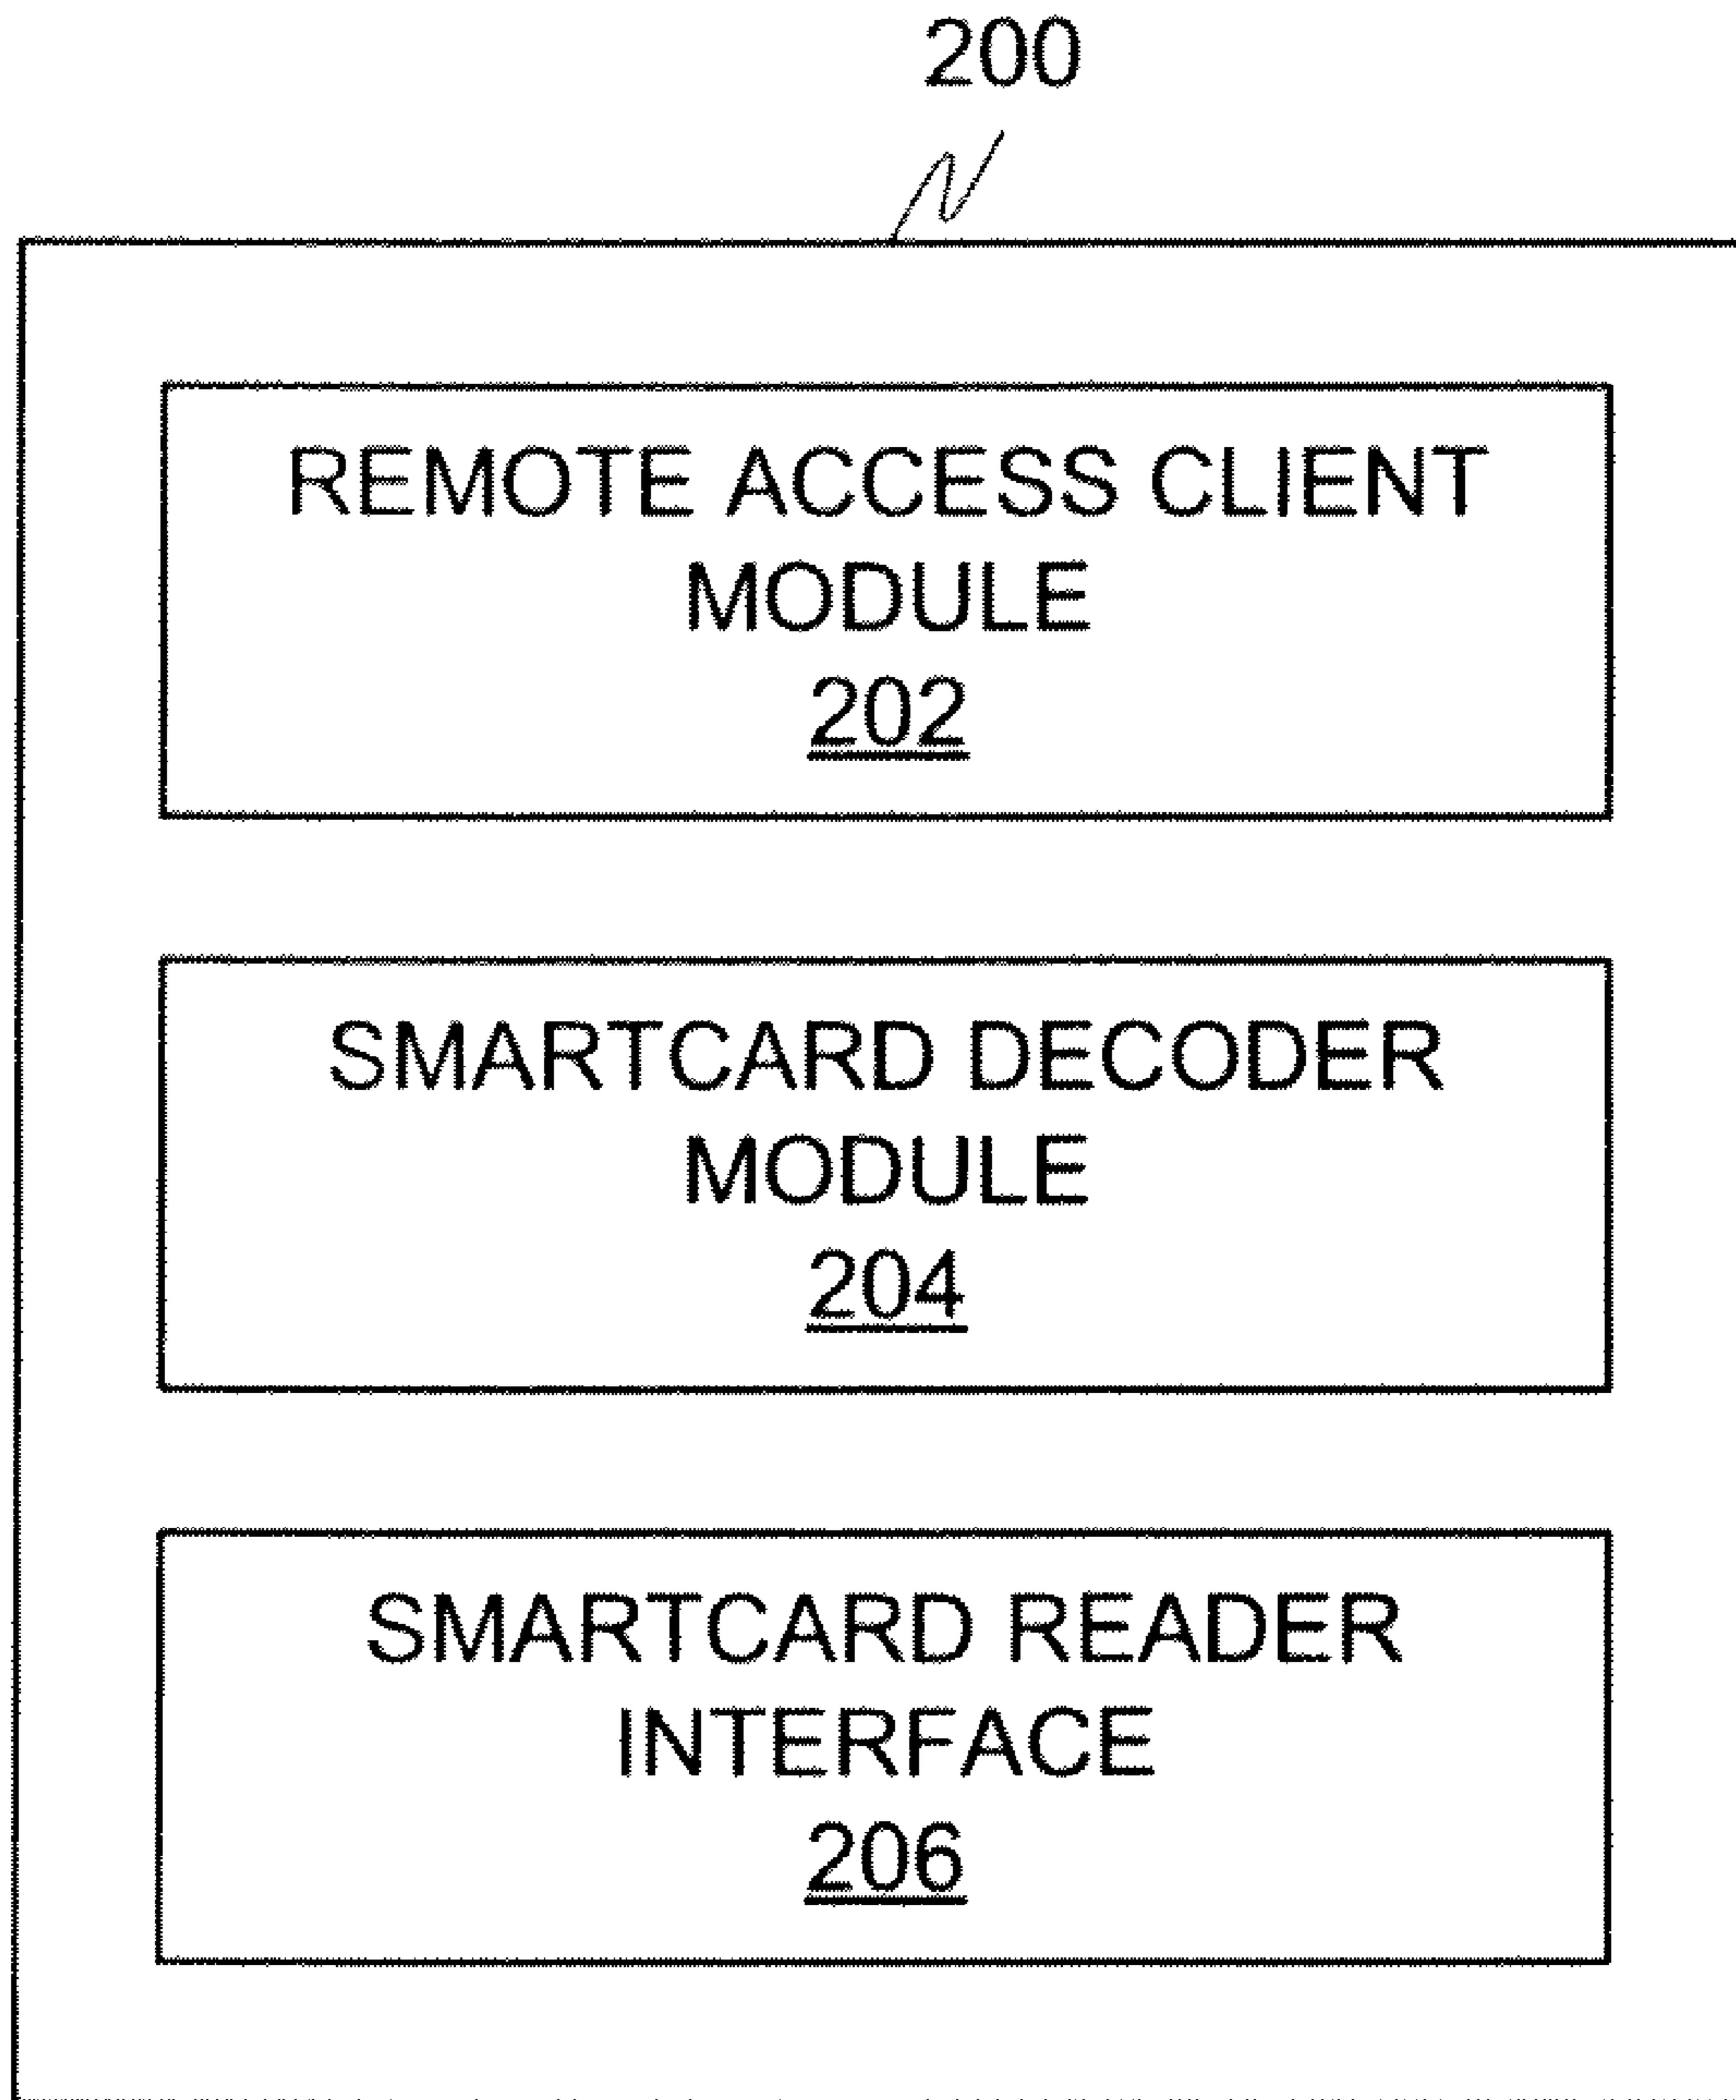 200
REMOTE ACCESS CLIENT
MODULE
202
SMARTCARD DECODER
MODULE
204
SMARTCARD READER
INTERFACE
206